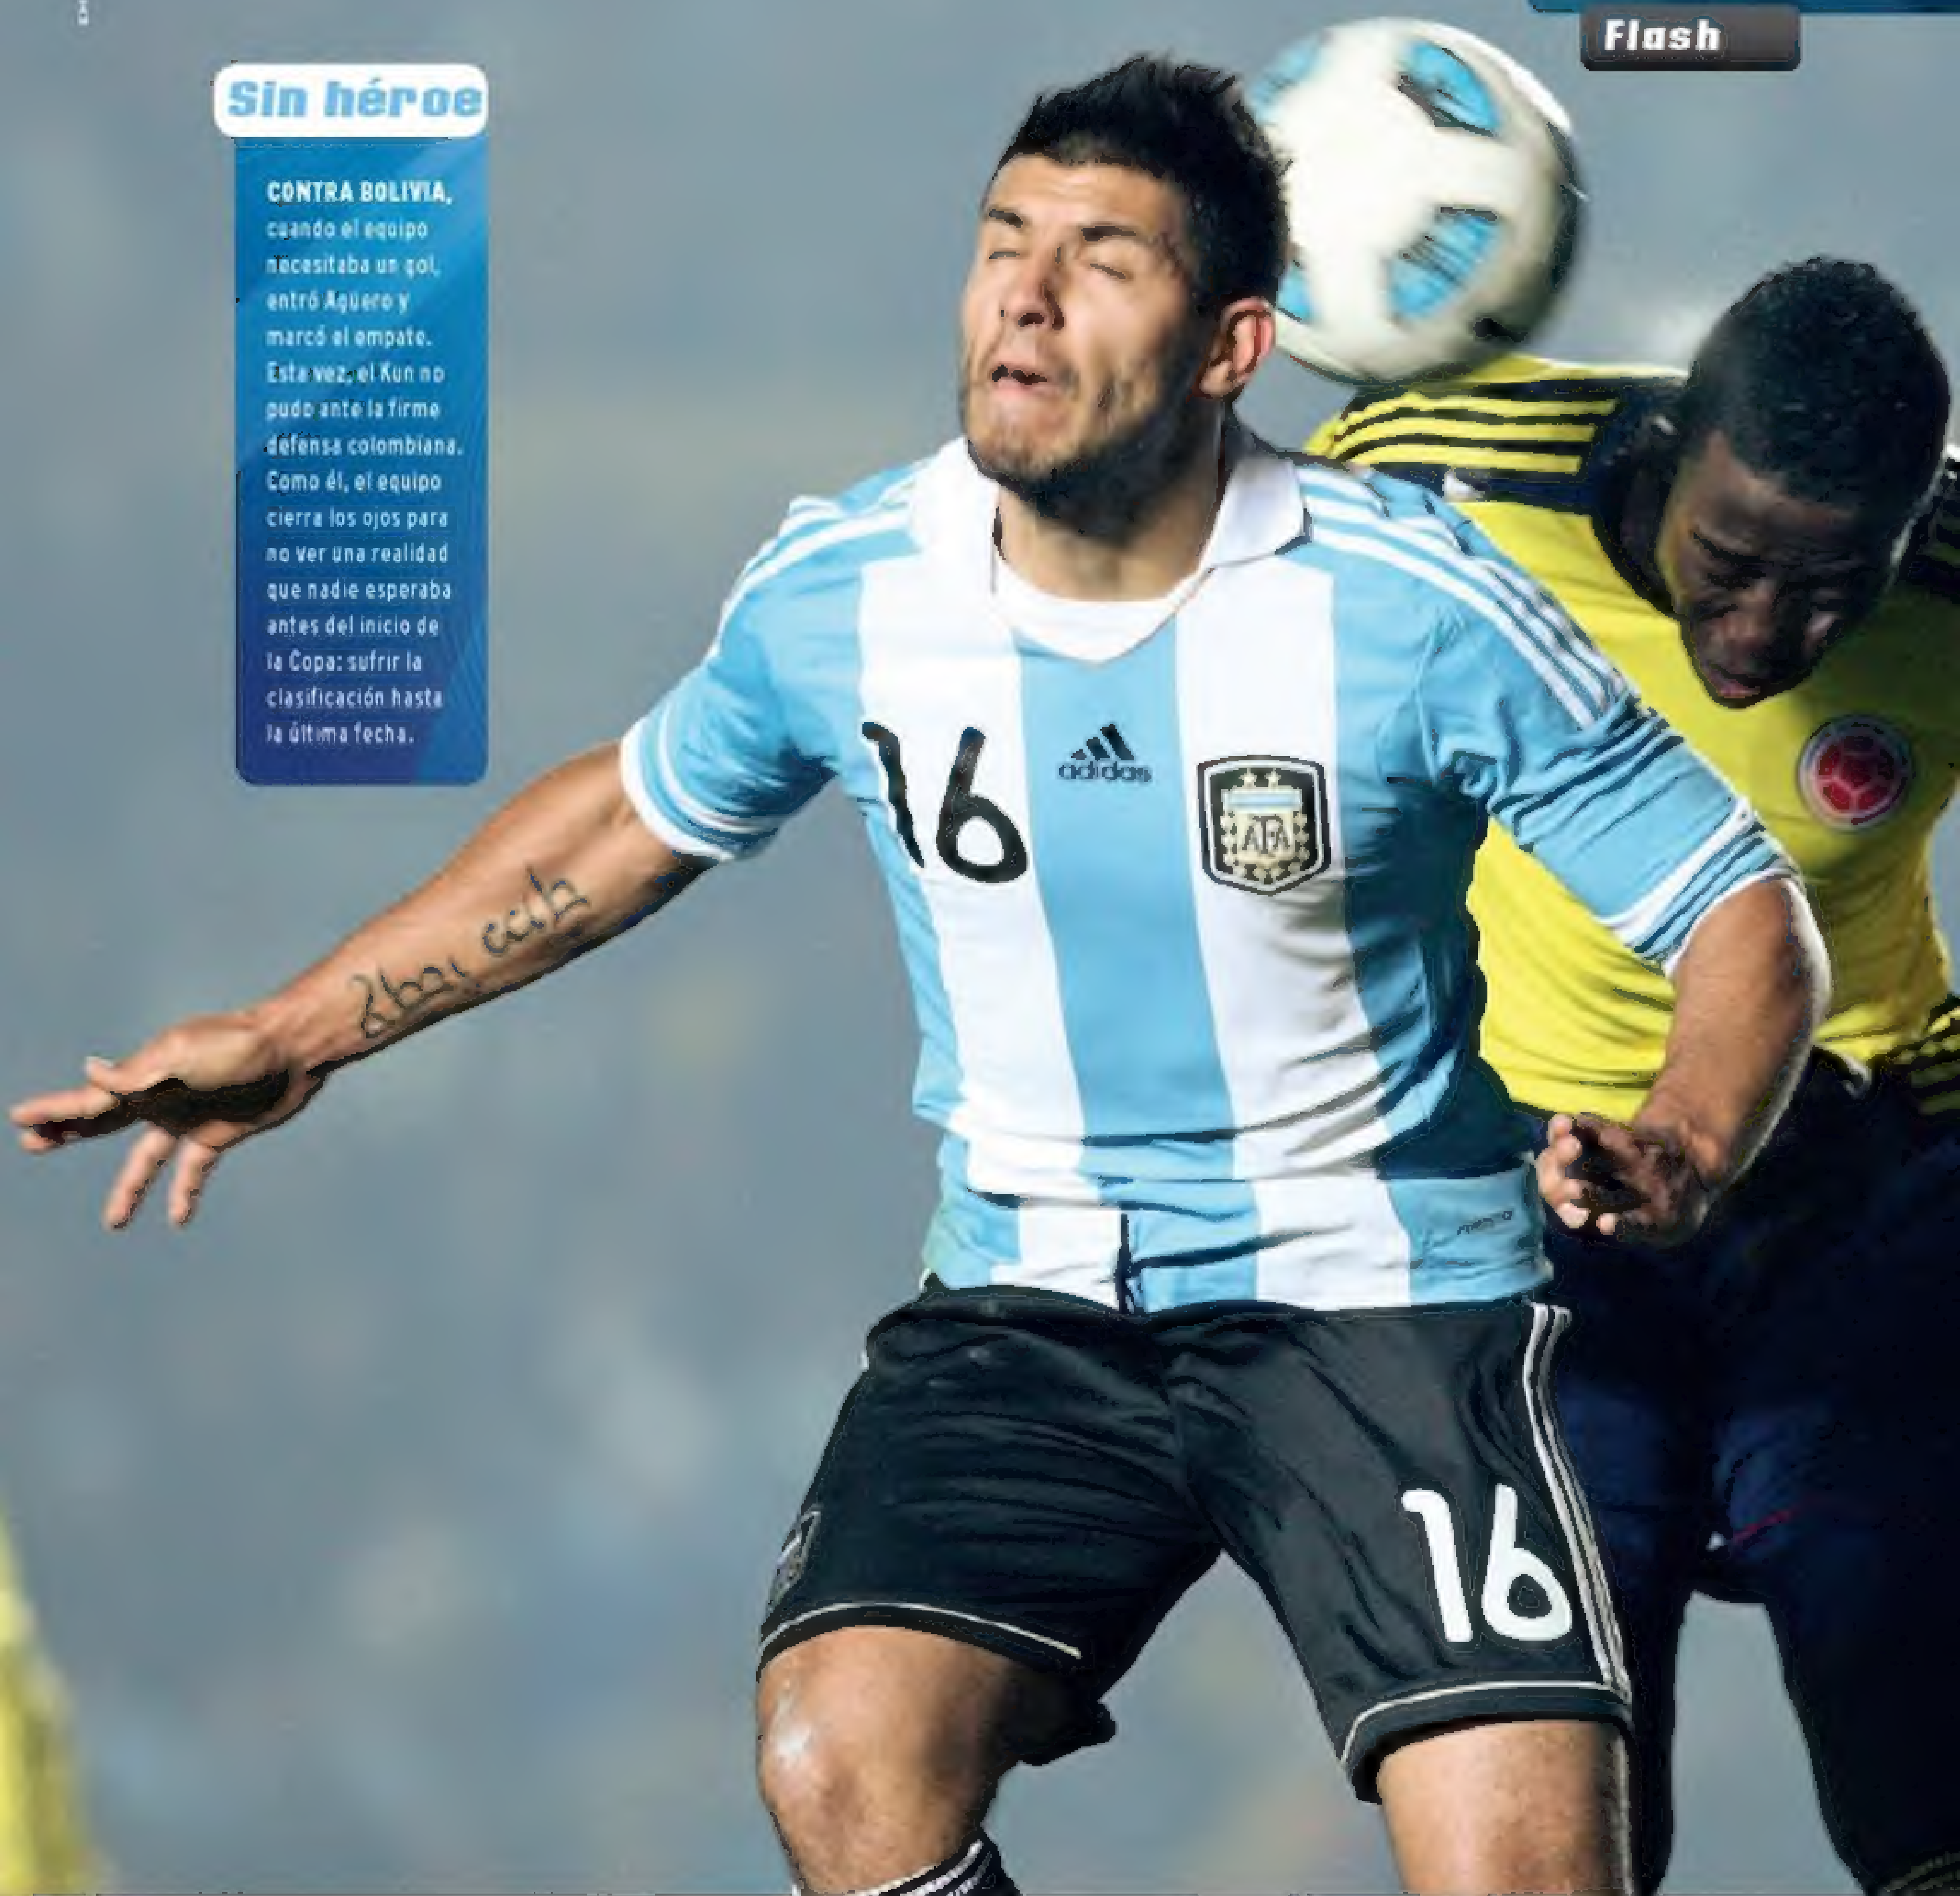 Flash
Sin héroe
CONTRA BOLIVIA,
cuando el equipo
necesitaba un gol,
entró Agüero y
marcó el empate.
Esta vez, el Kun no
pudo ante la firme
defensa colombiana.
Como él, el equipo
cierra los ojos para
no ver una realidad
que nadie esperaba
antes del inicio de
la Copa: sufrir la
clasificación hasta
la última fecha.
16
adidas
AFA
16